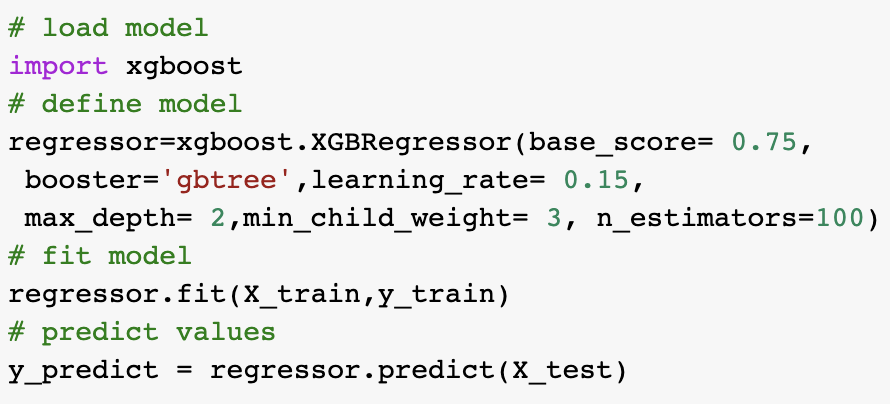 # load model
import xgboost
# define model
regressor=xgboost.XGBRegressor(base_score= 0.75,
 booster='gbtree',learning_rate= 0.15,
 max_depth= 2,min_child_weight= 3, n_estimators=100)
# fit model
regressor.fit(X_train,y_train)
# predict values
y_predict = regressor.predict(X_test)